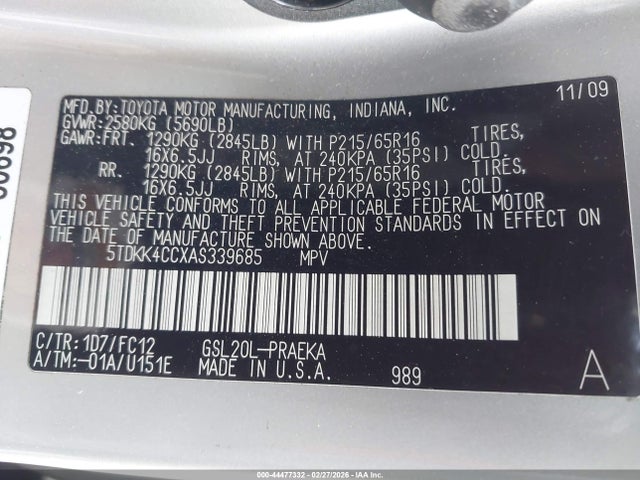 MFD.BY:TOYOTA MOTOR MANUFACTURING, INDIANA, INC. 11/09
GVWR:2580KG (5690LB)
GAWR:FRT. 1290KG (2845LB) WITH P215/65R16 TIRES,
16X6.5JJ RIMS, AT 240KPA (35PSI) COLD.
RR. 1290KG (2845LB) WITH P215/65R16 TIRES,
16X6.5JJ RIMS, AT 240KPA (35PSI) COLD.
THIS VEHICLE CONFORMS TO ALL APPLICABLE FEDERAL MOTOR
VEHICLE SAFETY AND THEFT PREVENTION STANDARDS IN EFFECT ON
THE DATE OF MANUFACTURE SHOWN ABOVE.
5TDKK4CCXAS339685 MPV
C/TR:1D7/FC12 GSL20L-PRAEKA
A/TM:-01A/U151E MADE IN U.S.A. 989 A
000-44477332 - 02/27/2026 - IAAI.com